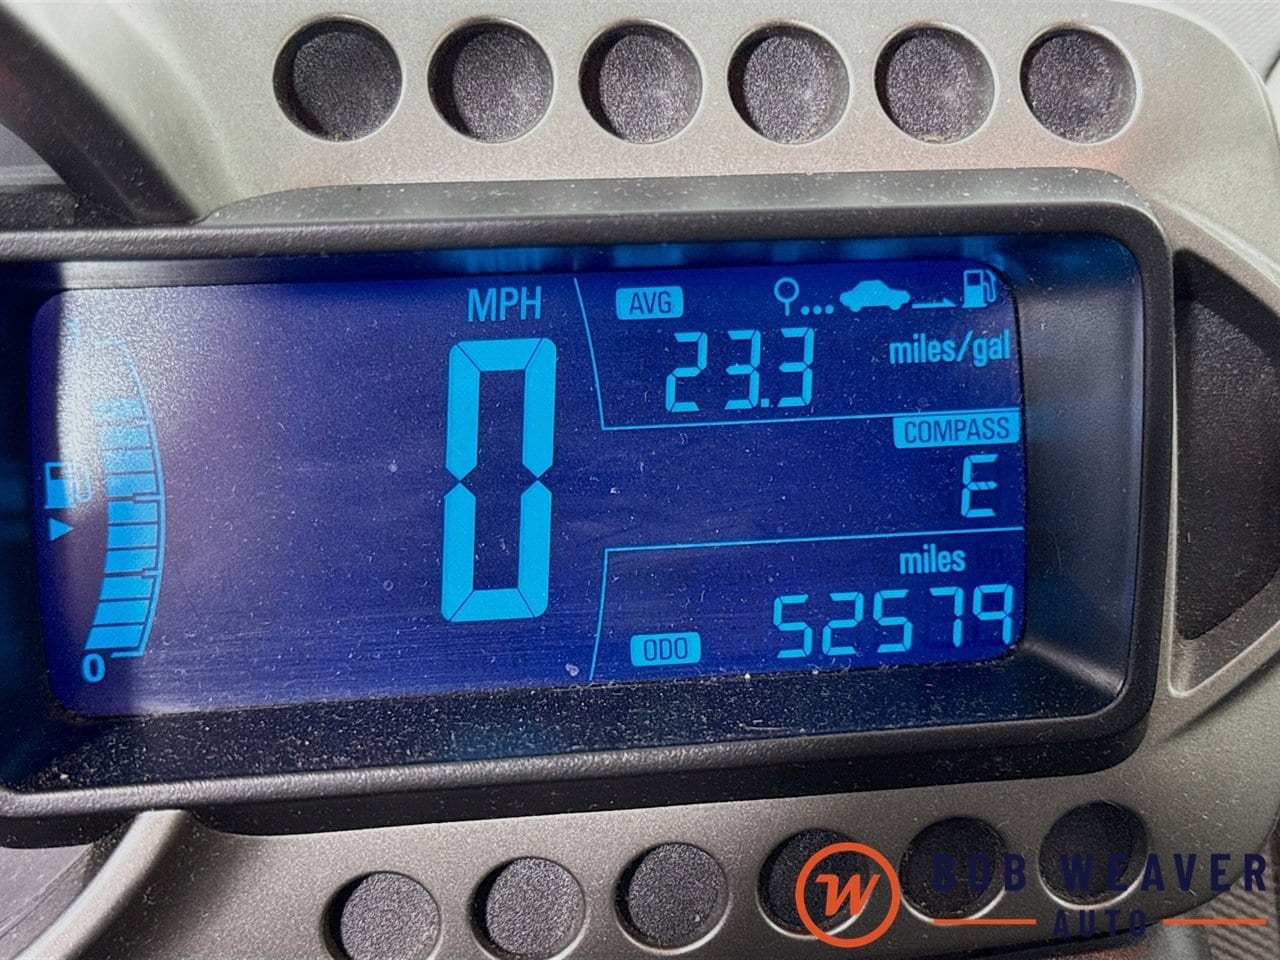 MPH
0
AVG
23.3
miles/gal
COMPASS
E
miles
ODO
52579
0
W
BOB WEAVER
AUTO